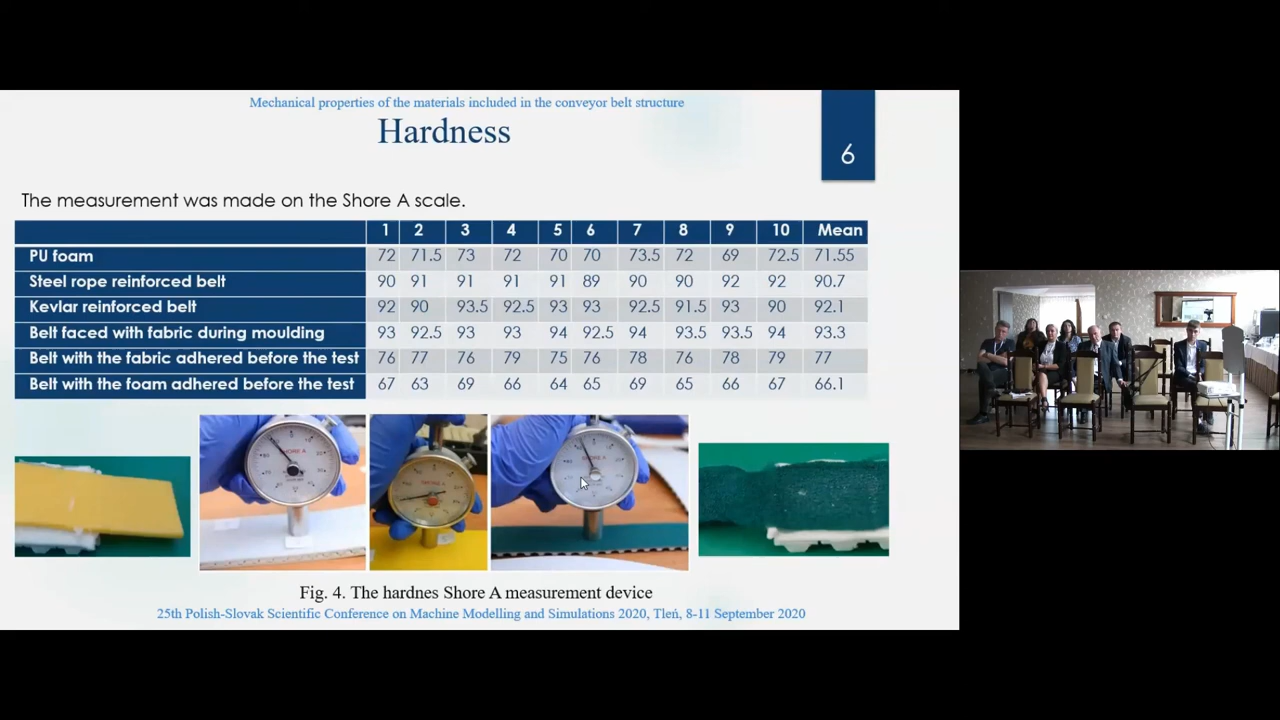 Mechanical properties of the materials included in the conveyor belt structure
Hardness
6
The measurement was made on the Shore A scale.
1 2 3 4 5 6 7 8 9 10 Mean
PU foam 72 71.5 73 72 70 70 73.5 72 69 72.5 71.55
Steel rope reinforced belt 90 91 91 91 91 89 90 90 92 92 90.7
Kevlar reinforced belt 92 90 93.5 92.5 93 93 92.5 91.5 93 90 92.1
Belt faced with fabric during moulding 93 92.5 93 93 94 92.5 94 93.5 93.5 94 93.3
Belt with the fabric adhered before the test 76 77 76 79 75 76 78 76 78 79 77
Belt with the foam adhered before the test 67 63 69 66 64 65 69 65 66 67 66.1
SHORE A
Fig. 4. The hardnes Shore A measurement device
25th Polish-Slovak Scientific Conference on Machine Modelling and Simulations 2020, Tleń, 8-11 September 2020